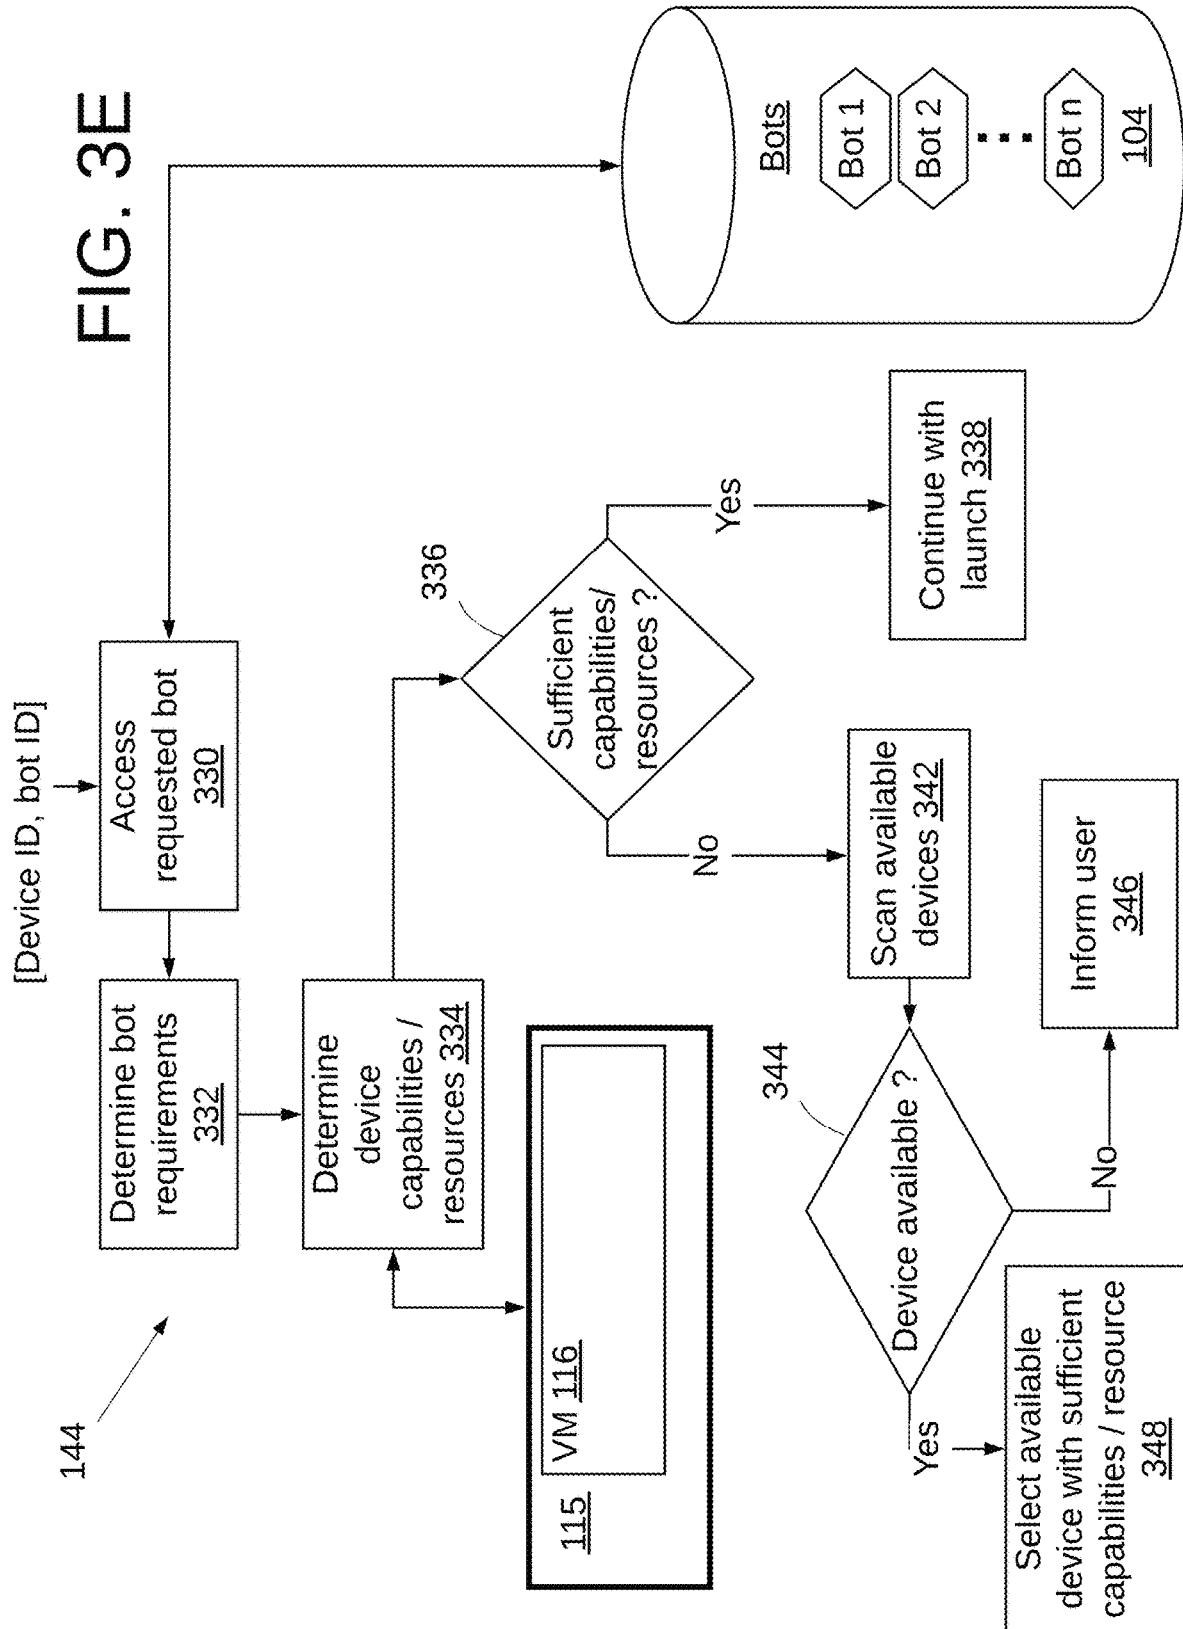 FIG. 3E
144
[Device ID, bot ID]
Access
requested bot
330
Determine bot
requirements
332
Determine
device
capabilities /
resources 334
115
VM 116
336
Sufficient
capabilities/
resources ?
Yes
Continue with
launch 338
No
Scan available
devices 342
344
Device available ?
No
Inform user
346
Yes
Select available
device with sufficient
capabilities / resource
348
Bots
Bot 1
Bot 2
Bot n
104